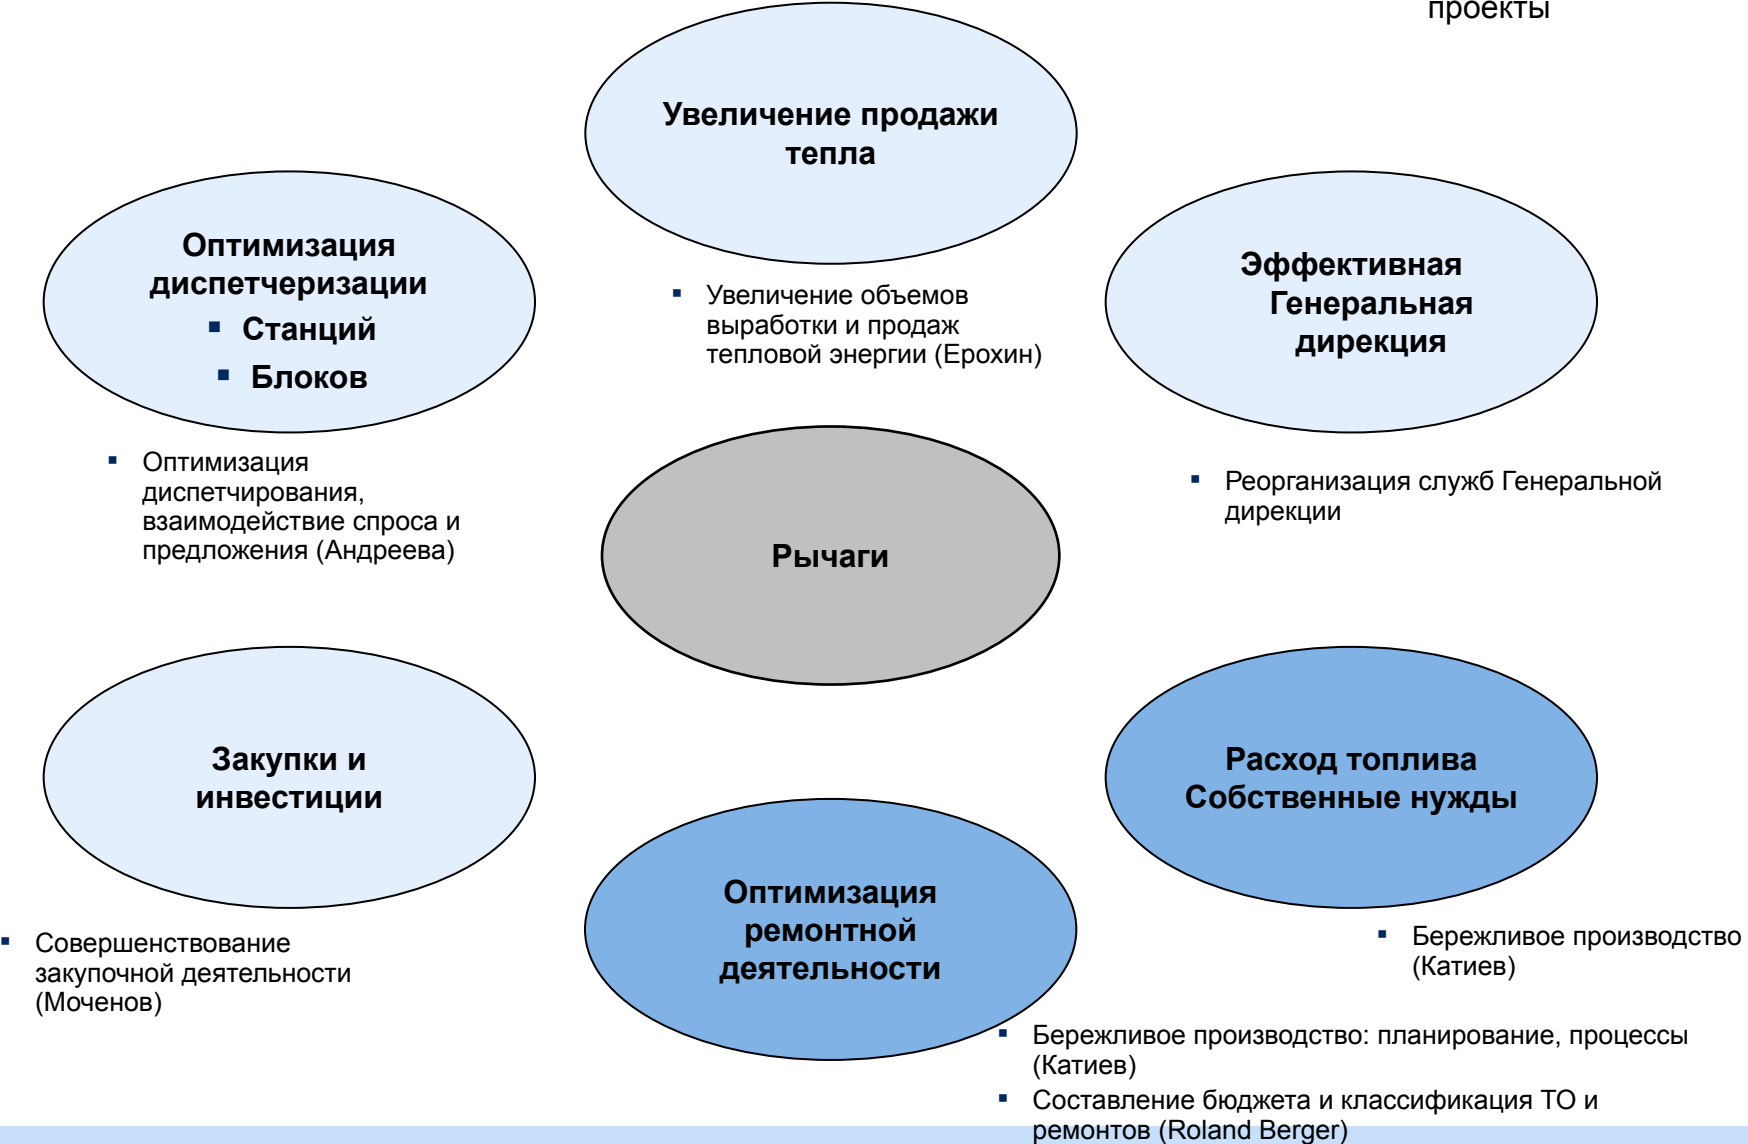 проекты
Увеличение продажи
тепла
Оптимизация
диспетчеризации
▪ Станций
▪ Блоков
Эффективная
Генеральная
дирекция
▪ Увеличение объемов
выработки и продаж
тепловой энергии (Ерохин)
▪ Оптимизация
диспетчирования,
взаимодействие спроса и
предложения (Андреева)
▪ Реорганизация служб Генеральной
дирекции
Рычаги
Закупки и
инвестиции
Расход топлива
Собственные нужды
Оптимизация
ремонтной
деятельности
▪ Совершенствование
закупочной деятельности
(Моченов)
▪ Бережливое производство
(Катиев)
▪ Бережливое производство: планирование, процессы
(Катиев)
▪ Составление бюджета и классификация ТО и
ремонтов (Roland Berger)